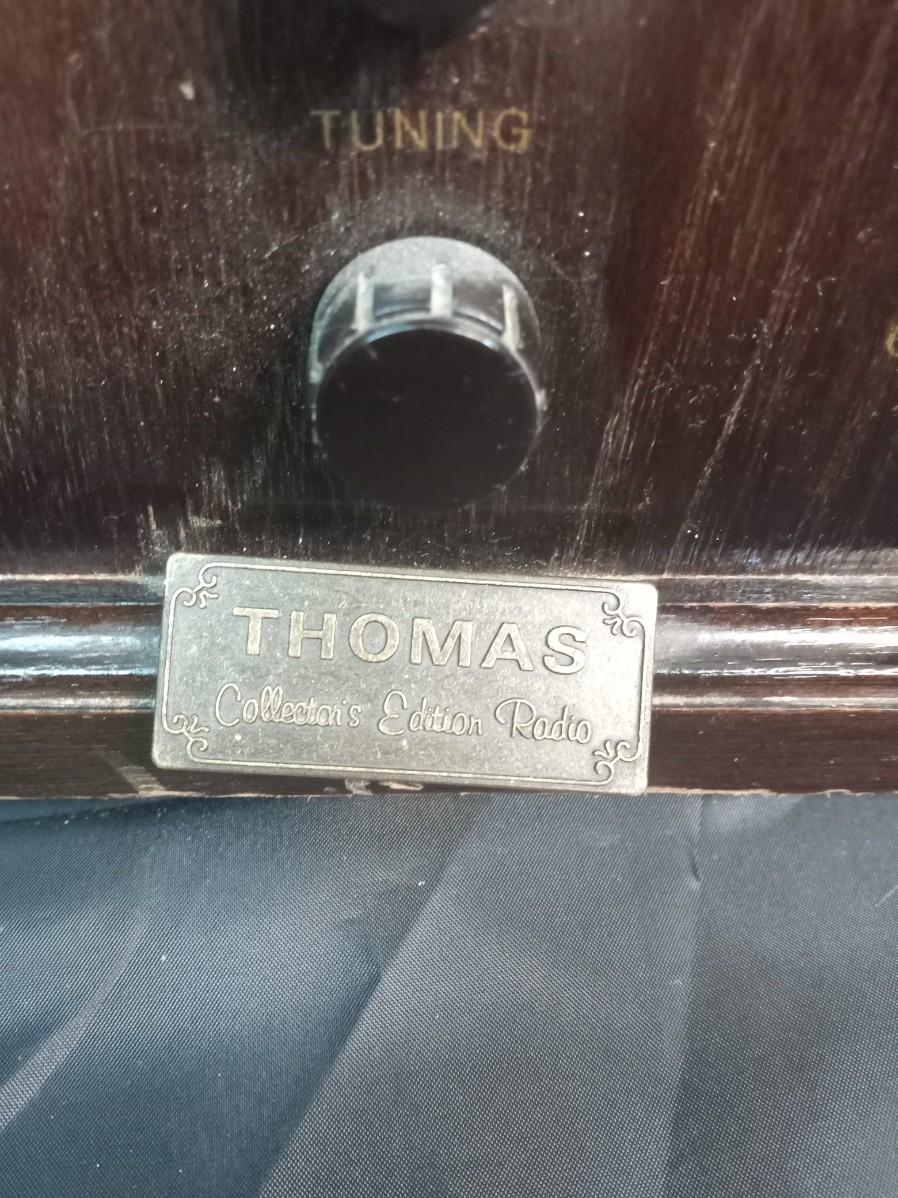 TUNING
THOMAS
Collector's Edition Radio